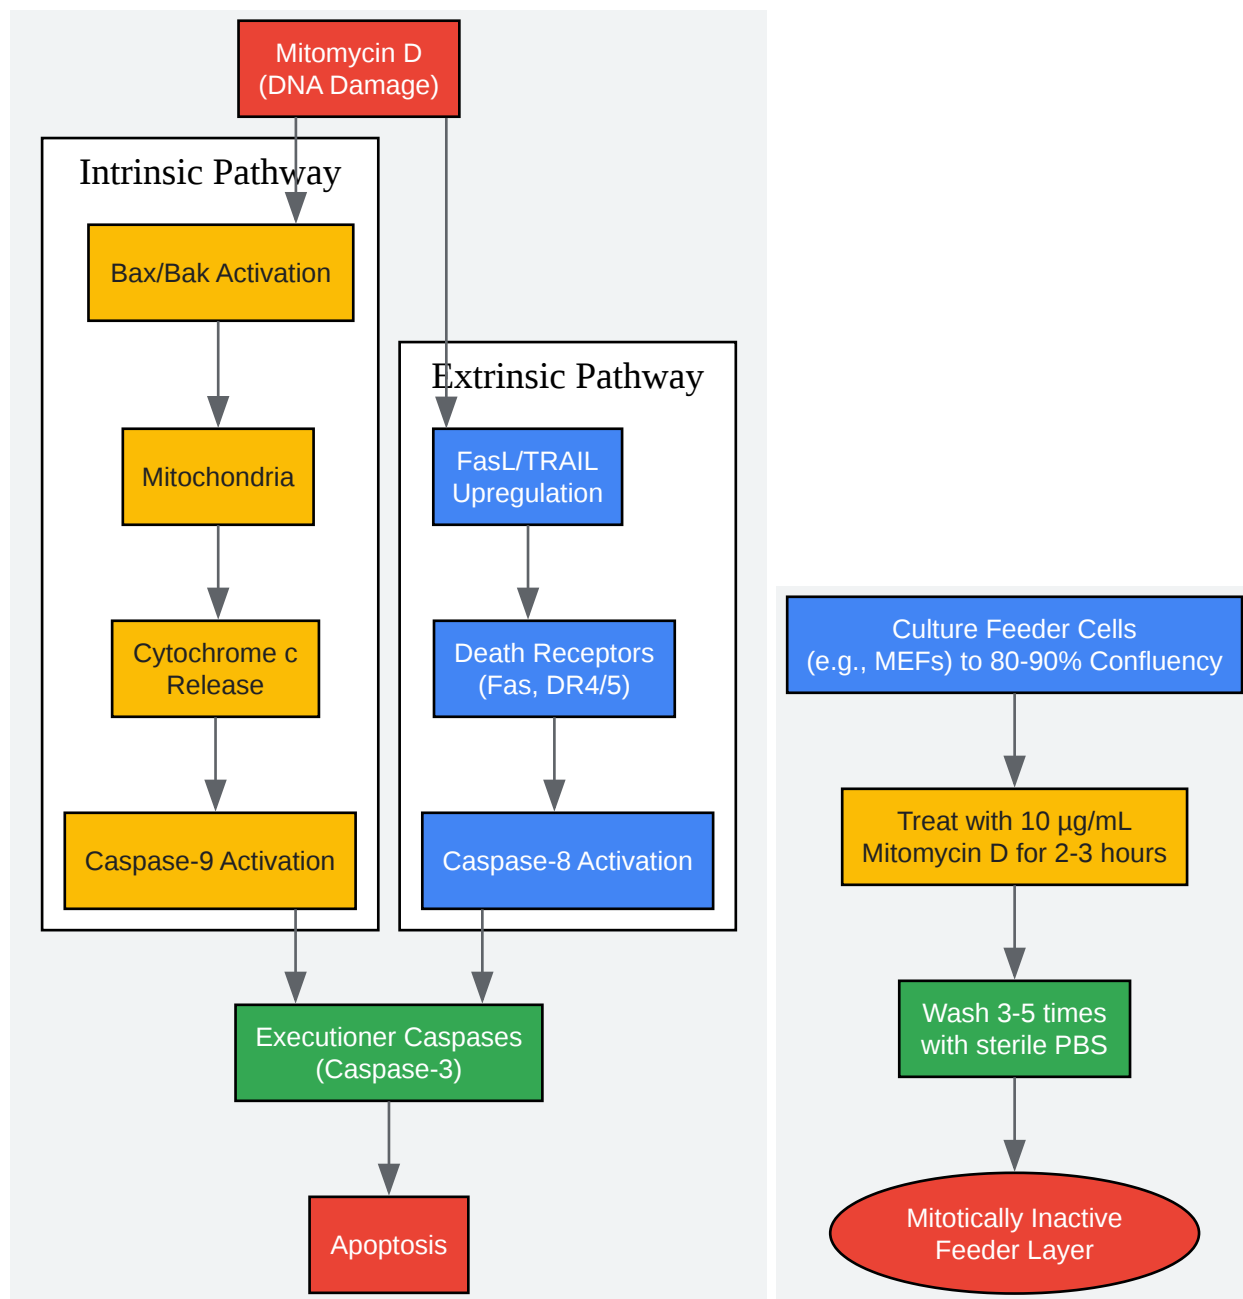 Mitomycin D
(DNA Damage)
Intrinsic Pathway
Bax/Bak Activation
Mitochondria
Cytochrome c
Release
Caspase-9 Activation
Extrinsic Pathway
FasL/TRAIL
Upregulation
Death Receptors
(Fas, DR4/5)
Caspase-8 Activation
Executioner Caspases
(Caspase-3)
Apoptosis
Culture Feeder Cells
(e.g., MEFs) to 80-90% Confluency
Treat with 10 µg/mL
Mitomycin D for 2-3 hours
Wash 3-5 times
with sterile PBS
Mitotically Inactive
Feeder Layer